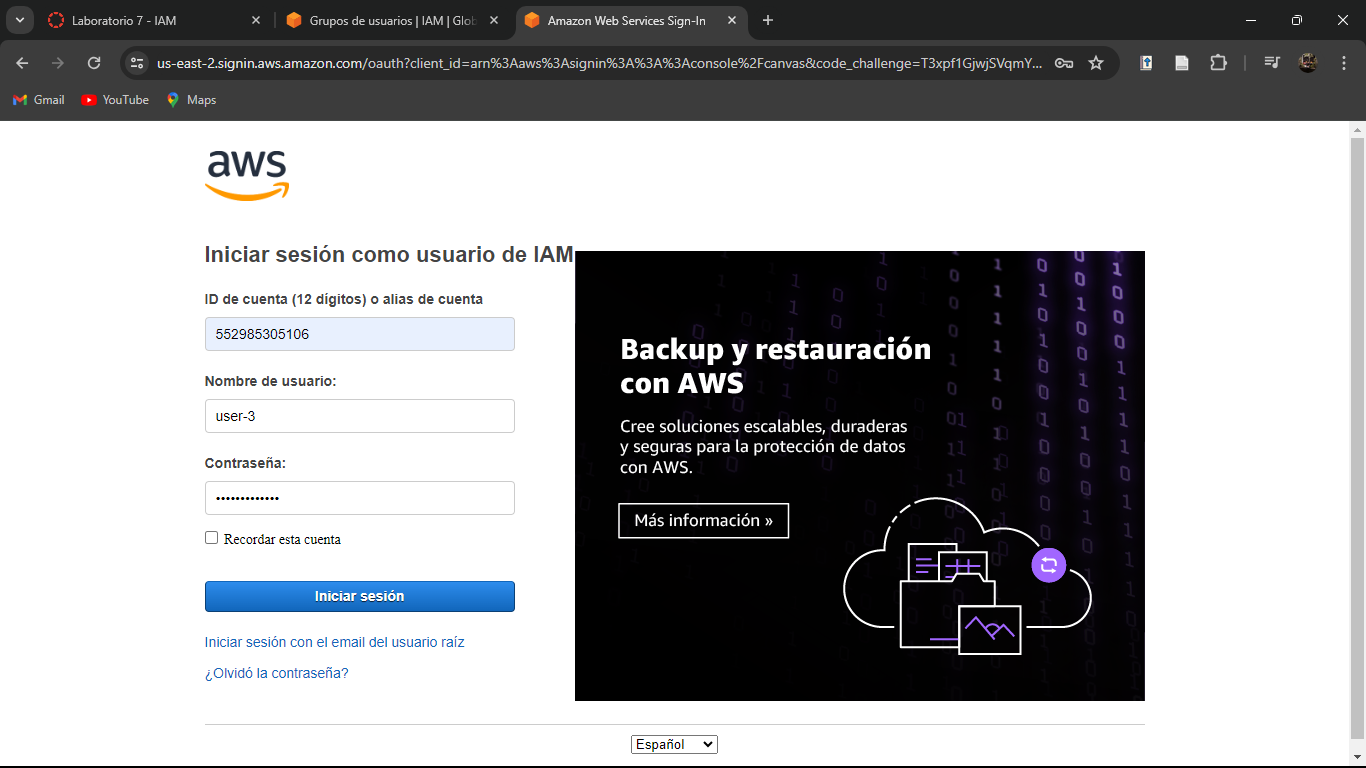 Laboratorio 7 - IAM
Grupos de usuarios | IAM | Glob
Amazon Web Services Sign-In
us-east-2.signin.aws.amazon.com/oauth?client_id=arn%3Aaws%3Asignin%3A%3A%3Aconsole%2Fcanvas&code_challenge=T3xpf1GjwjSVqmY...
Gmail
YouTube
Maps
aws
Iniciar sesión como usuario de IAM
ID de cuenta (12 dígitos) o alias de cuenta
552985305106
Nombre de usuario:
user-3
Contraseña:
•••••••••••••
Recordar esta cuenta
Iniciar sesión
Iniciar sesión con el email del usuario raíz
¿Olvidó la contraseña?
Backup y restauración
con AWS
Cree soluciones escalables, duraderas
y seguras para la protección de datos
con AWS.
Más información »
Español